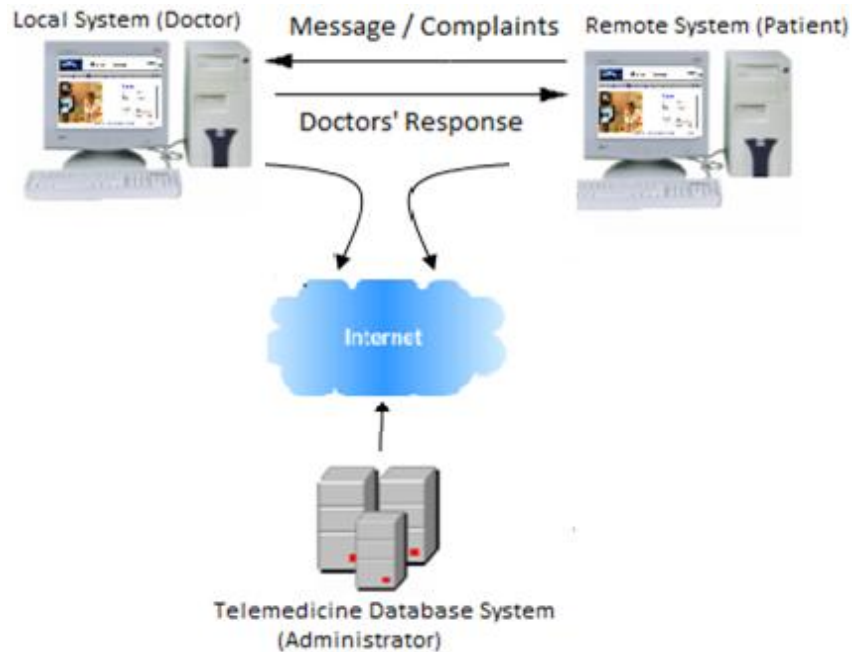 Local System (Doctor)
Message / Complaints
Remote System (Patient)
Doctors' Response
Internet
Telemedicine Database System
(Administrator)